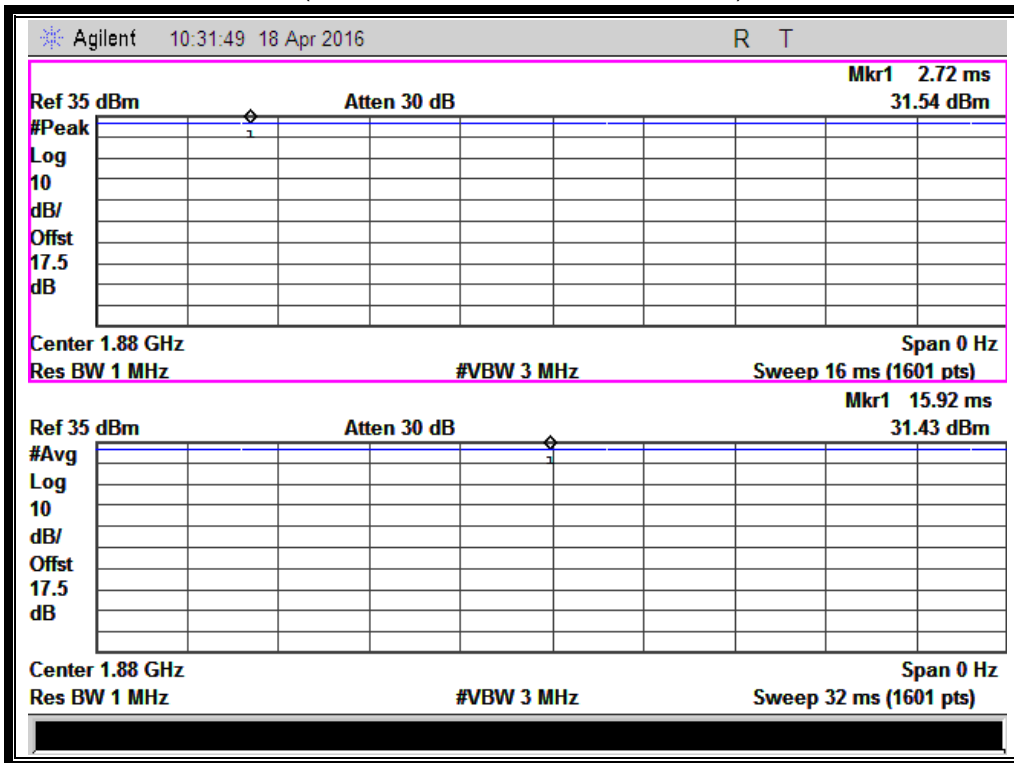 Agilent 10:31:49 18 Apr 2016 R T
Mkr1 2.72 ms
Ref 35 dBm Atten 30 dB 31.54 dBm
#Peak
1
Log
10
dB/
Offst
17.5
dB
Center 1.88 GHz Span 0 Hz
Res BW 1 MHz #VBW 3 MHz Sweep 16 ms (1601 pts)
Mkr1 15.92 ms
Ref 35 dBm Atten 30 dB 31.43 dBm
#Avg
1
Log
10
dB/
Offst
17.5
dB
Center 1.88 GHz Span 0 Hz
Res BW 1 MHz #VBW 3 MHz Sweep 32 ms (1601 pts)